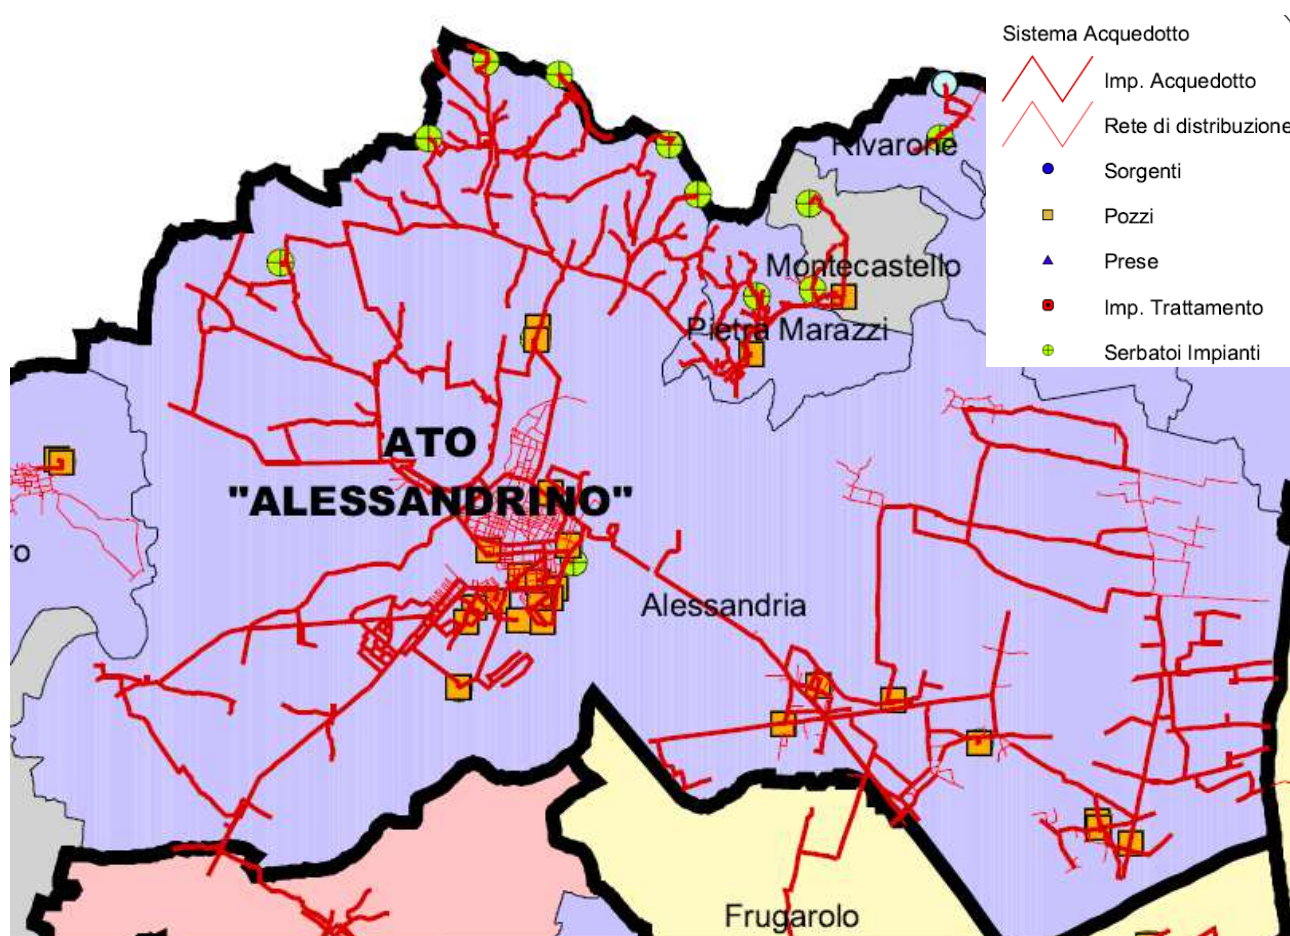 Sistema Acquedotto
Imp. Acquedotto
Rete di distribuzione
Sorgenti
Pozzi
Prese
Imp. Trattamento
Serbatoi Impianti
Rivarone
Montecastello
Pietra Marazzi
ATO
"ALESSANDRINO"
ro
Alessandria
Frugarolo